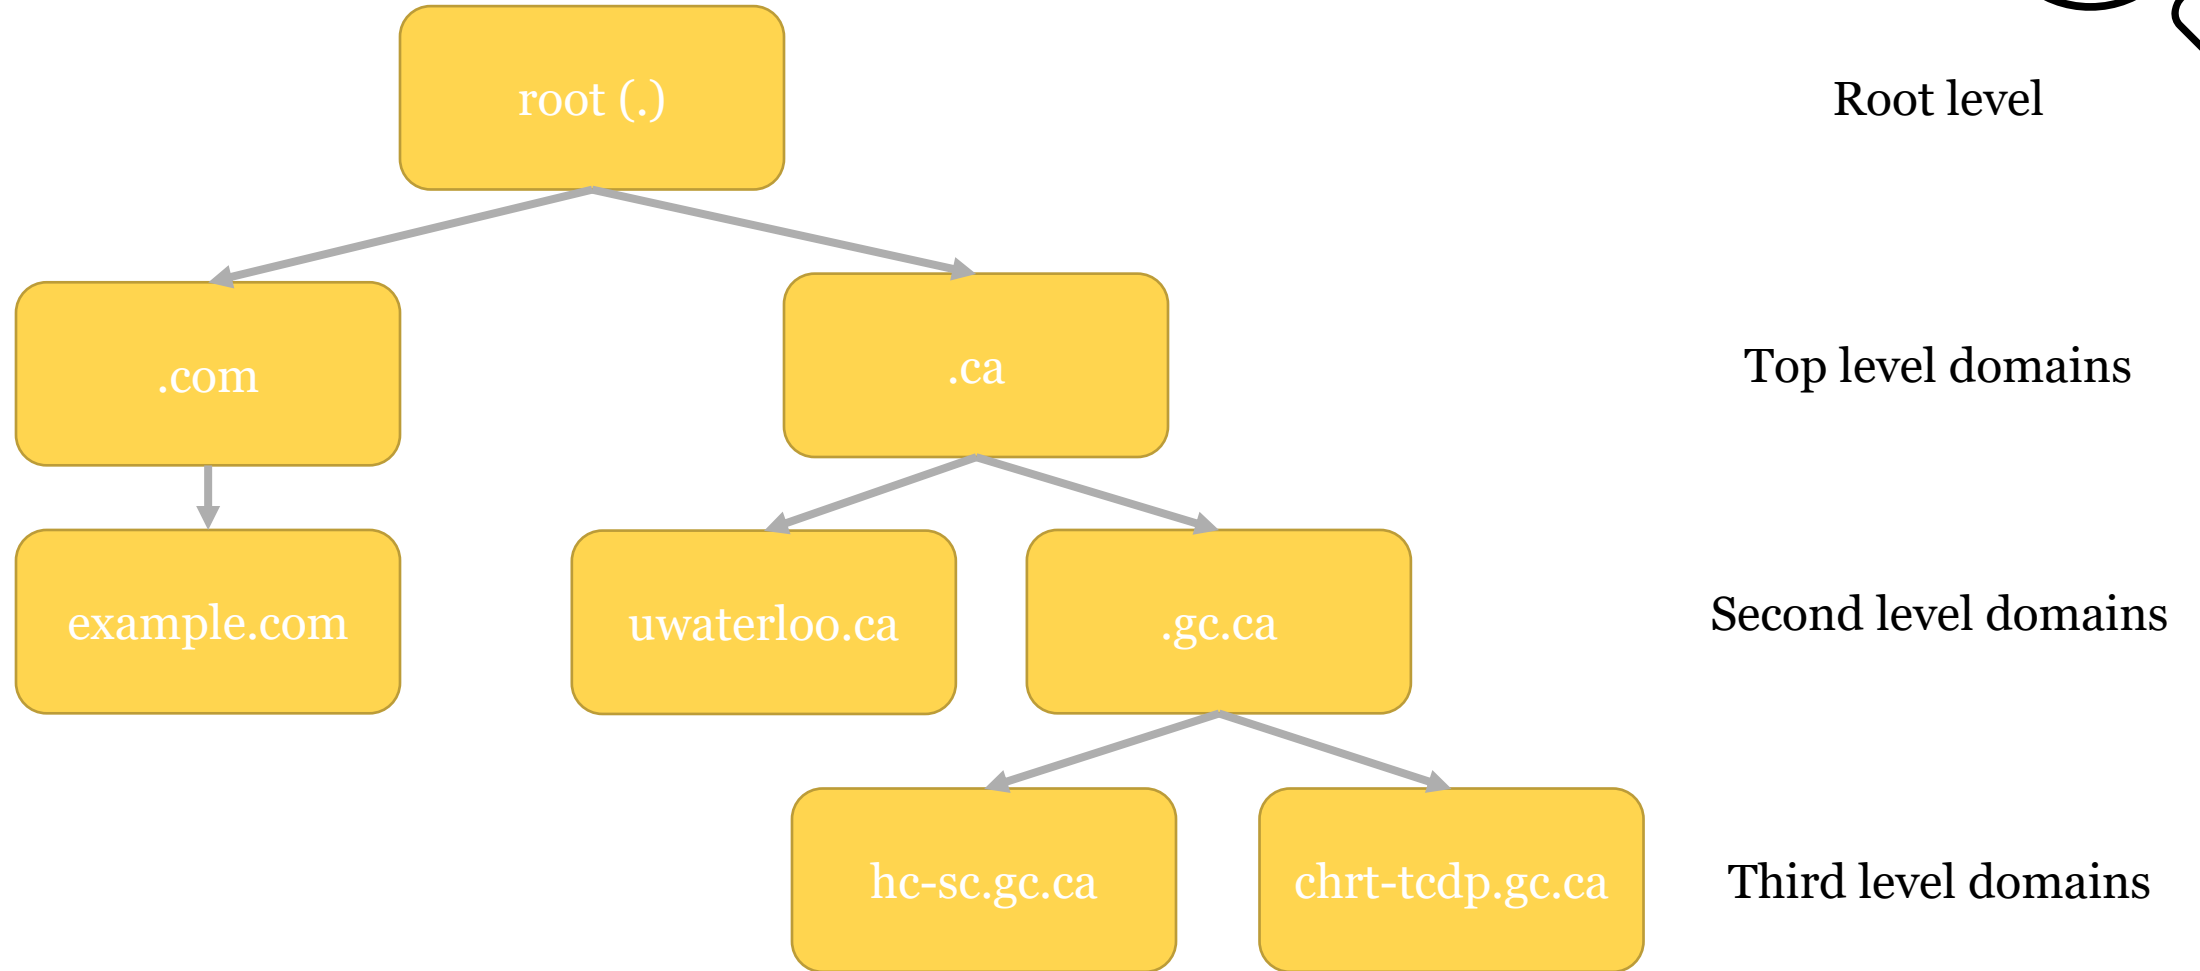 root (.)
Root level
.com
.ca
Top level domains
example.com
uwaterloo.ca
.gc.ca
Second level domains
hc-sc.gc.ca
chrt-tcdp.gc.ca
Third level domains